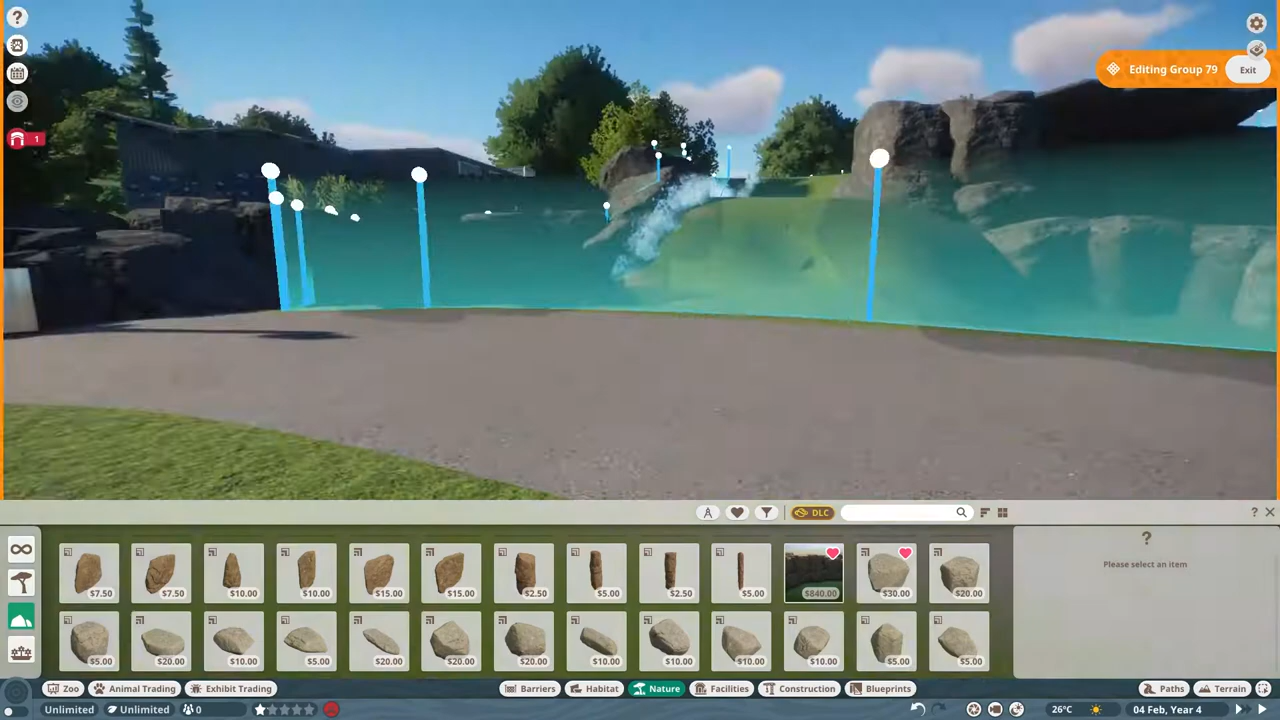 ?
Editing Group 79 Exit
1
DLC
? ×
$7.50 $7.50 $10.00 $10.00 $15.00 $15.00 $2.50 $5.00 $2.50 $5.00 $840.00 $30.00 $20.00
?
Please select an item
$5.00 $20.00 $10.00 $5.00 $20.00 $20.00 $20.00 $10.00 $10.00 $10.00 $10.00 $5.00 $5.00
Zoo Animal Trading Exhibit Trading Barriers Habitat Nature Facilities Construction Blueprints Paths Terrain
Unlimited Unlimited 0 26°C 04 Feb, Year 4